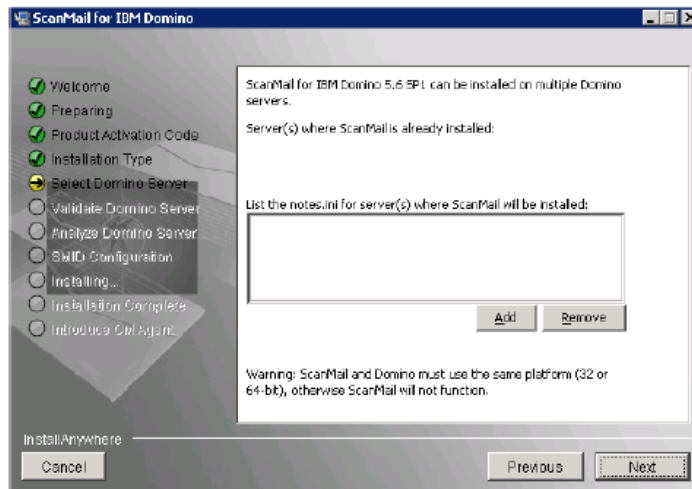 ScanMail for IBM Domino
Welcome
Preparing
Product Activation Code
Installation Type
Select Domino Server
Validate Domino Server
Analyze Domino Server
SMID Configuration
Installing...
Installation Complete
Introduce CM Agent
ScanMail for IBM Domino 5.6 SP1 can be installed on multiple Domino
servers.
Server(s) where ScanMail is already installed:
List the notes.ini for server(s) where ScanMail will be installed:
Add
Remove
Warning: ScanMail and Domino must use the same platform (32 or
64-bit), otherwise ScanMail will not function.
InstallAnywhere
Cancel
Previous
Next